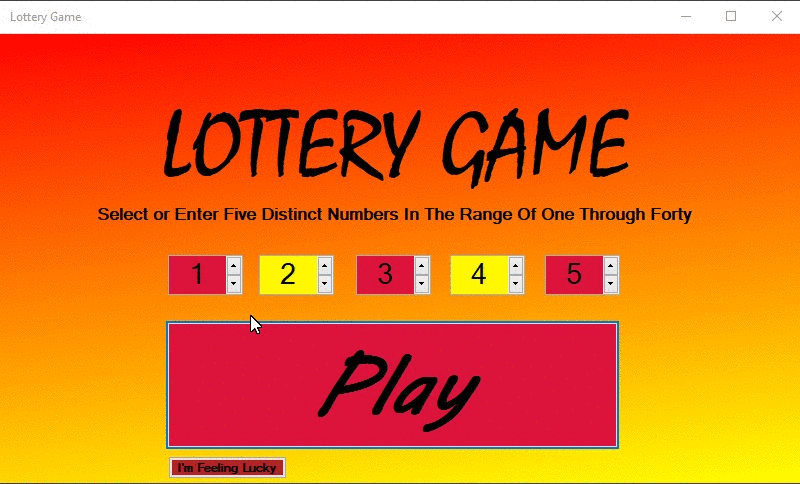 Lottery Game
LOTTERY GAME
Select or Enter Five Distinct Numbers In The Range Of One Through Forty
1 2 3 4 5
Play
I'm Feeling Lucky